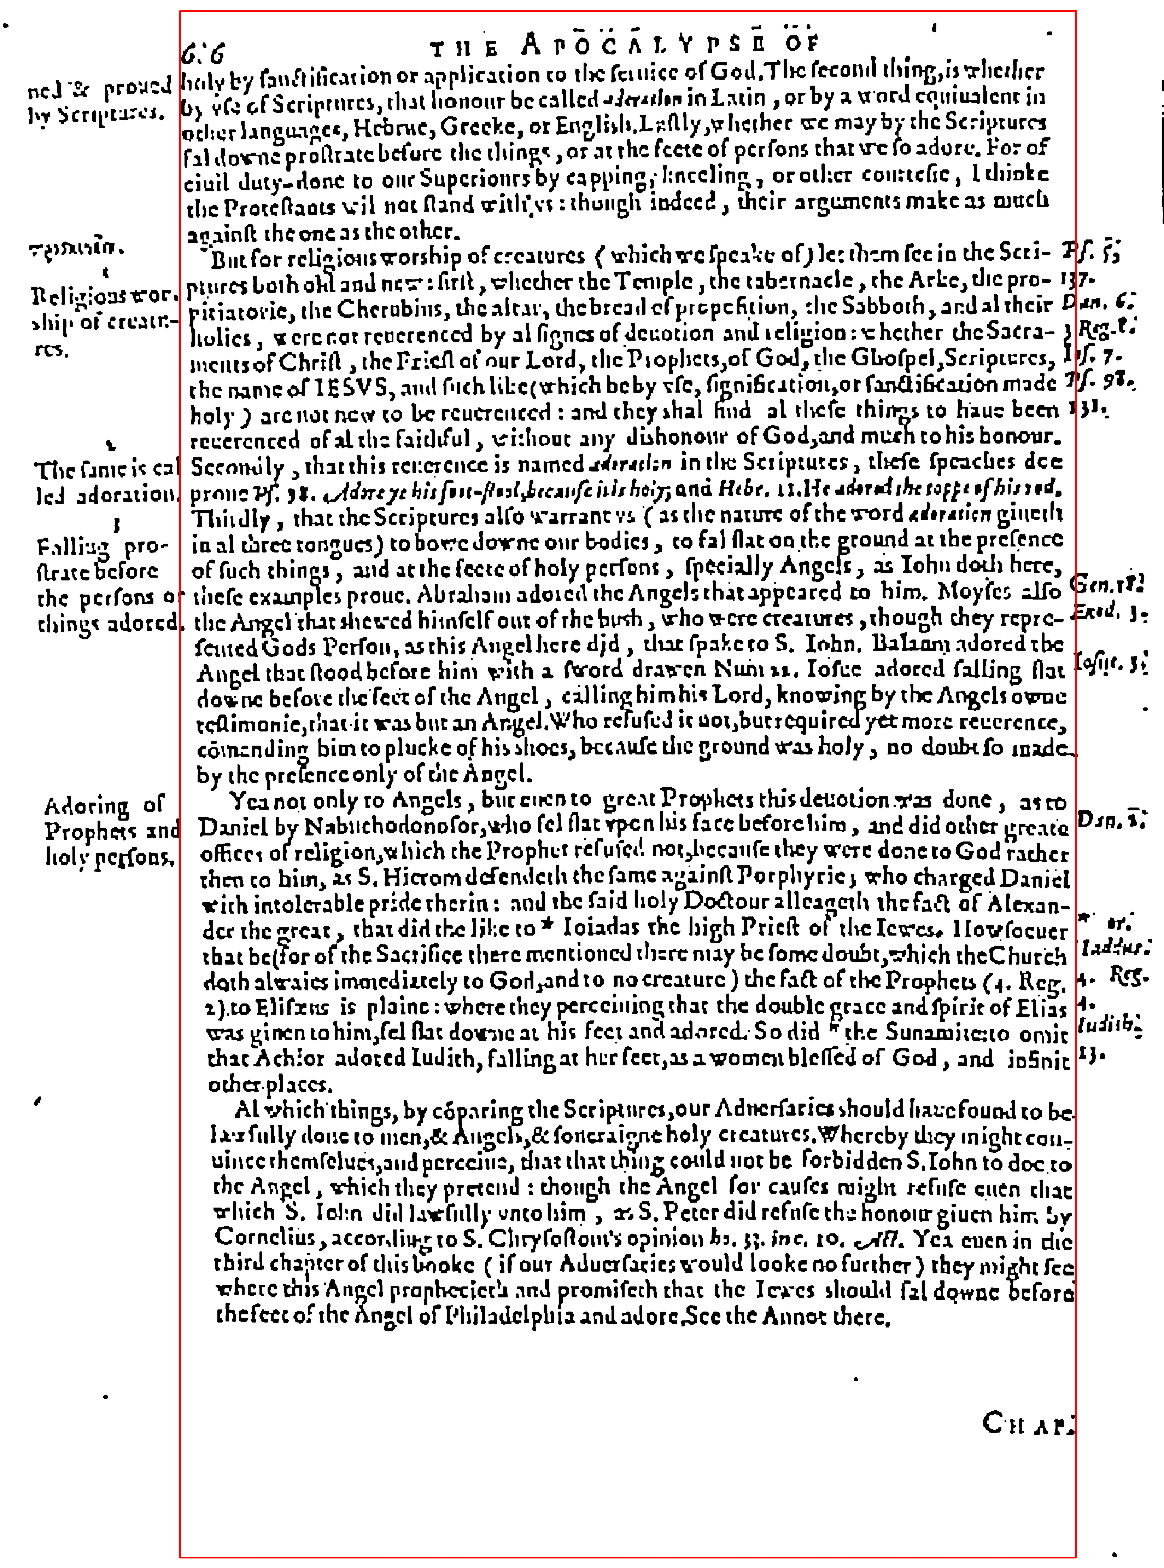 6.'6 THE APOCALYPSE OF
holy by sanctification or application to the seruice of God. The second thing, is whether
by vse of Scriptures, that honour be called adoration in Latin, or by a word equiualent in
other languages, Hebrue, Greeke, or English. Lastly, whether we may by the Scriptures
fal downe prostrate before the things, or at the feete of persons that we so adore. For of
ciuil duty done to our Superiours by capping, kneeling, or other courtesie, I thinke
the Protestants wil not stand with vs: though indeed, their arguments make as much
against the one as the other.
But for religious worship of creatures (which we speake of) let them see in the Scri-
ptures both old and new: first, whether the Temple, the tabernacle, the Arke, the pro-
pitiatorie, the Cherubins, the altar, the bread of proposition, the Sabboth, and al their
holies, were not reuerenced by al signes of deuotion and religion: whether the Sacra-
ments of Christ, the Priest of our Lord, the Prophets, of God, the Ghospel, Scriptures,
the name of IESVS, and such like (which be by vse, signification, or sanctification made
holy) are not new to be reuerenced: and they shal find al these things to haue been
reuerenced of al the faithful, without any dishonour of God, and much to his honour.
Secondly, that this reuerence is named adoration in the Scriptures, these speaches doe
proue Ps. 98. Adore ye his foot-stool, because it is holy; and Hebr. 11. He adored the toppe of his rod.
Thirdly, that the Scriptures also warrant vs (as the nature of the word adoration giueth
in al three tongues) to bowe downe our bodies, to fal flat on the ground at the presence
of such things, and at the feete of holy persons, specially Angels, as Iohn doth here,
these examples proue. Abraham adored the Angels that appeared to him. Moyses also
the Angel that shewed himself out of the bush, who were creatures, though they repre-
sented Gods Person, as this Angel here did, that spake to S. Iohn. Balaam adored the
Angel that stood before him with a sword drawen Num 22. Iosue adored falling flat
downe before the feet of the Angel, calling him his Lord, knowing by the Angels owne
testimonie, that it was but an Angel. Who refused it not, but required yet more reuerence,
cōmanding him to plucke of his shoes, because the ground was holy, no doubt so made
by the presence only of the Angel.
Yea not only to Angels, but euen to great Prophets this deuotion was done, as to
Daniel by Nabuchodonosor, who fel flat vpon his face before him, and did other greate
offices of religion, which the Prophet refused not, because they were done to God rather
then to him, as S. Hierom defendeth the same against Porphyrie, who charged Daniel
with intolerable pride therin: and the said holy Doctour alleageth the fact of Alexan-
der the great, that did the like to * Ioiadas the high Priest of the Iewes. Howsoeuer
that be (for of the Sacrifice there mentioned there may be some doubt, which the Church
doth alwaies immediately to God, and to no creature) the fact of the Prophets (4. Reg.
2). to Elisæus is plaine: where they perceiuing that the double grace and spirit of Elias
was giuen to him, fel flat downe at his feet and adored. So did * the Sunamite: to omit
that Achior adored Iudith, falling at her feet, as a women blessed of God, and infinit
other places.
Al which things, by cōparing the Scriptures, our Aduersaries should haue found to be
lawfully done to men, & Angels, & soueraigne holy creatures. Whereby they might con-
uince themselues, and perceiue, that that thing could not be forbidden S. Iohn to doe to
the Angel, which they pretend: though the Angel for causes might refuse euen that
which S. Iohn did lawfully vnto him, as S. Peter did refuse the honour giuen him by
Cornelius, according to S. Chrysostom's opinion ho. 33. inc. 10. Act. Yea euen in the
third chapter of this booke (if our Aduersaries would looke no further) they might see
where this Angel prophecieth and promiseth that the Iewes should fal downe before
the feet of the Angel of Philadelphia and adore. See the Annot there.
CHAP.
ned & proued
by Scriptures.
Religious wor-
ship of creatu-
res.
2
The same is cal
led adoration.
3
Falling pro-
strate before
the persons or
things adored.
Adoring of
Prophets and
holy persons.
Ps. 5;
137.
Dan. 6.
3 Reg. 8.
Ps. 7.
Ps. 98.
131.
Gen. 18.
Exod. 3.
Iosue. 5.
Dan. 2.
* or.
Iaddus.
4. Reg.
4.
Iudith.
13.